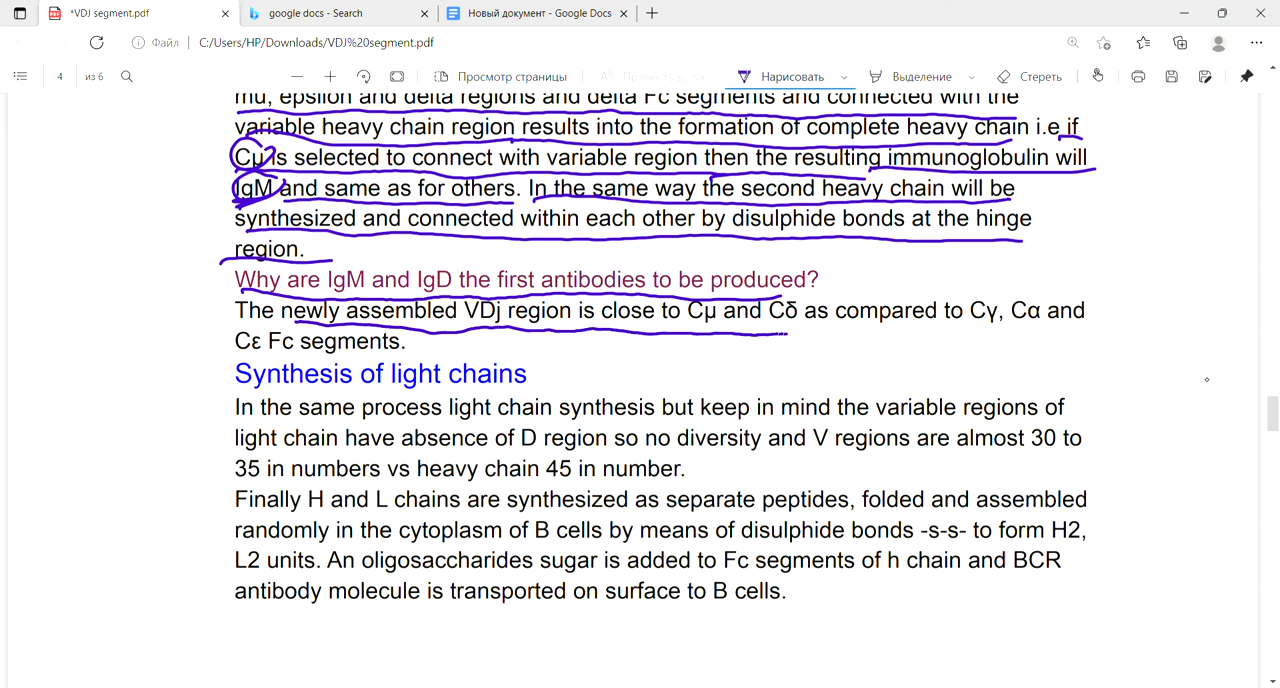 *VDJ segment.pdf
google docs - Search
Новый документ - Google Docs
Файл
C:/Users/HP/Downloads/VDJ%20segment.pdf
4 из 6
Просмотр страницы
Прочесть вслух
Нарисовать
Выделение
Стереть
mu, epsilon and delta regions and delta Fc segments and connected with the
variable heavy chain region results into the formation of complete heavy chain i.e if
Cμ is selected to connect with variable region then the resulting immunoglobulin will
IgM and same as for others. In the same way the second heavy chain will be
synthesized and connected within each other by disulphide bonds at the hinge
region.
Why are IgM and IgD the first antibodies to be produced?
The newly assembled VDj region is close to Cμ and Cδ as compared to Cγ, Cα and
Cε Fc segments.
Synthesis of light chains
In the same process light chain synthesis but keep in mind the variable regions of
light chain have absence of D region so no diversity and V regions are almost 30 to
35 in numbers vs heavy chain 45 in number.
Finally H and L chains are synthesized as separate peptides, folded and assembled
randomly in the cytoplasm of B cells by means of disulphide bonds -s-s- to form H2,
L2 units. An oligosaccharides sugar is added to Fc segments of h chain and BCR
antibody molecule is transported on surface to B cells.